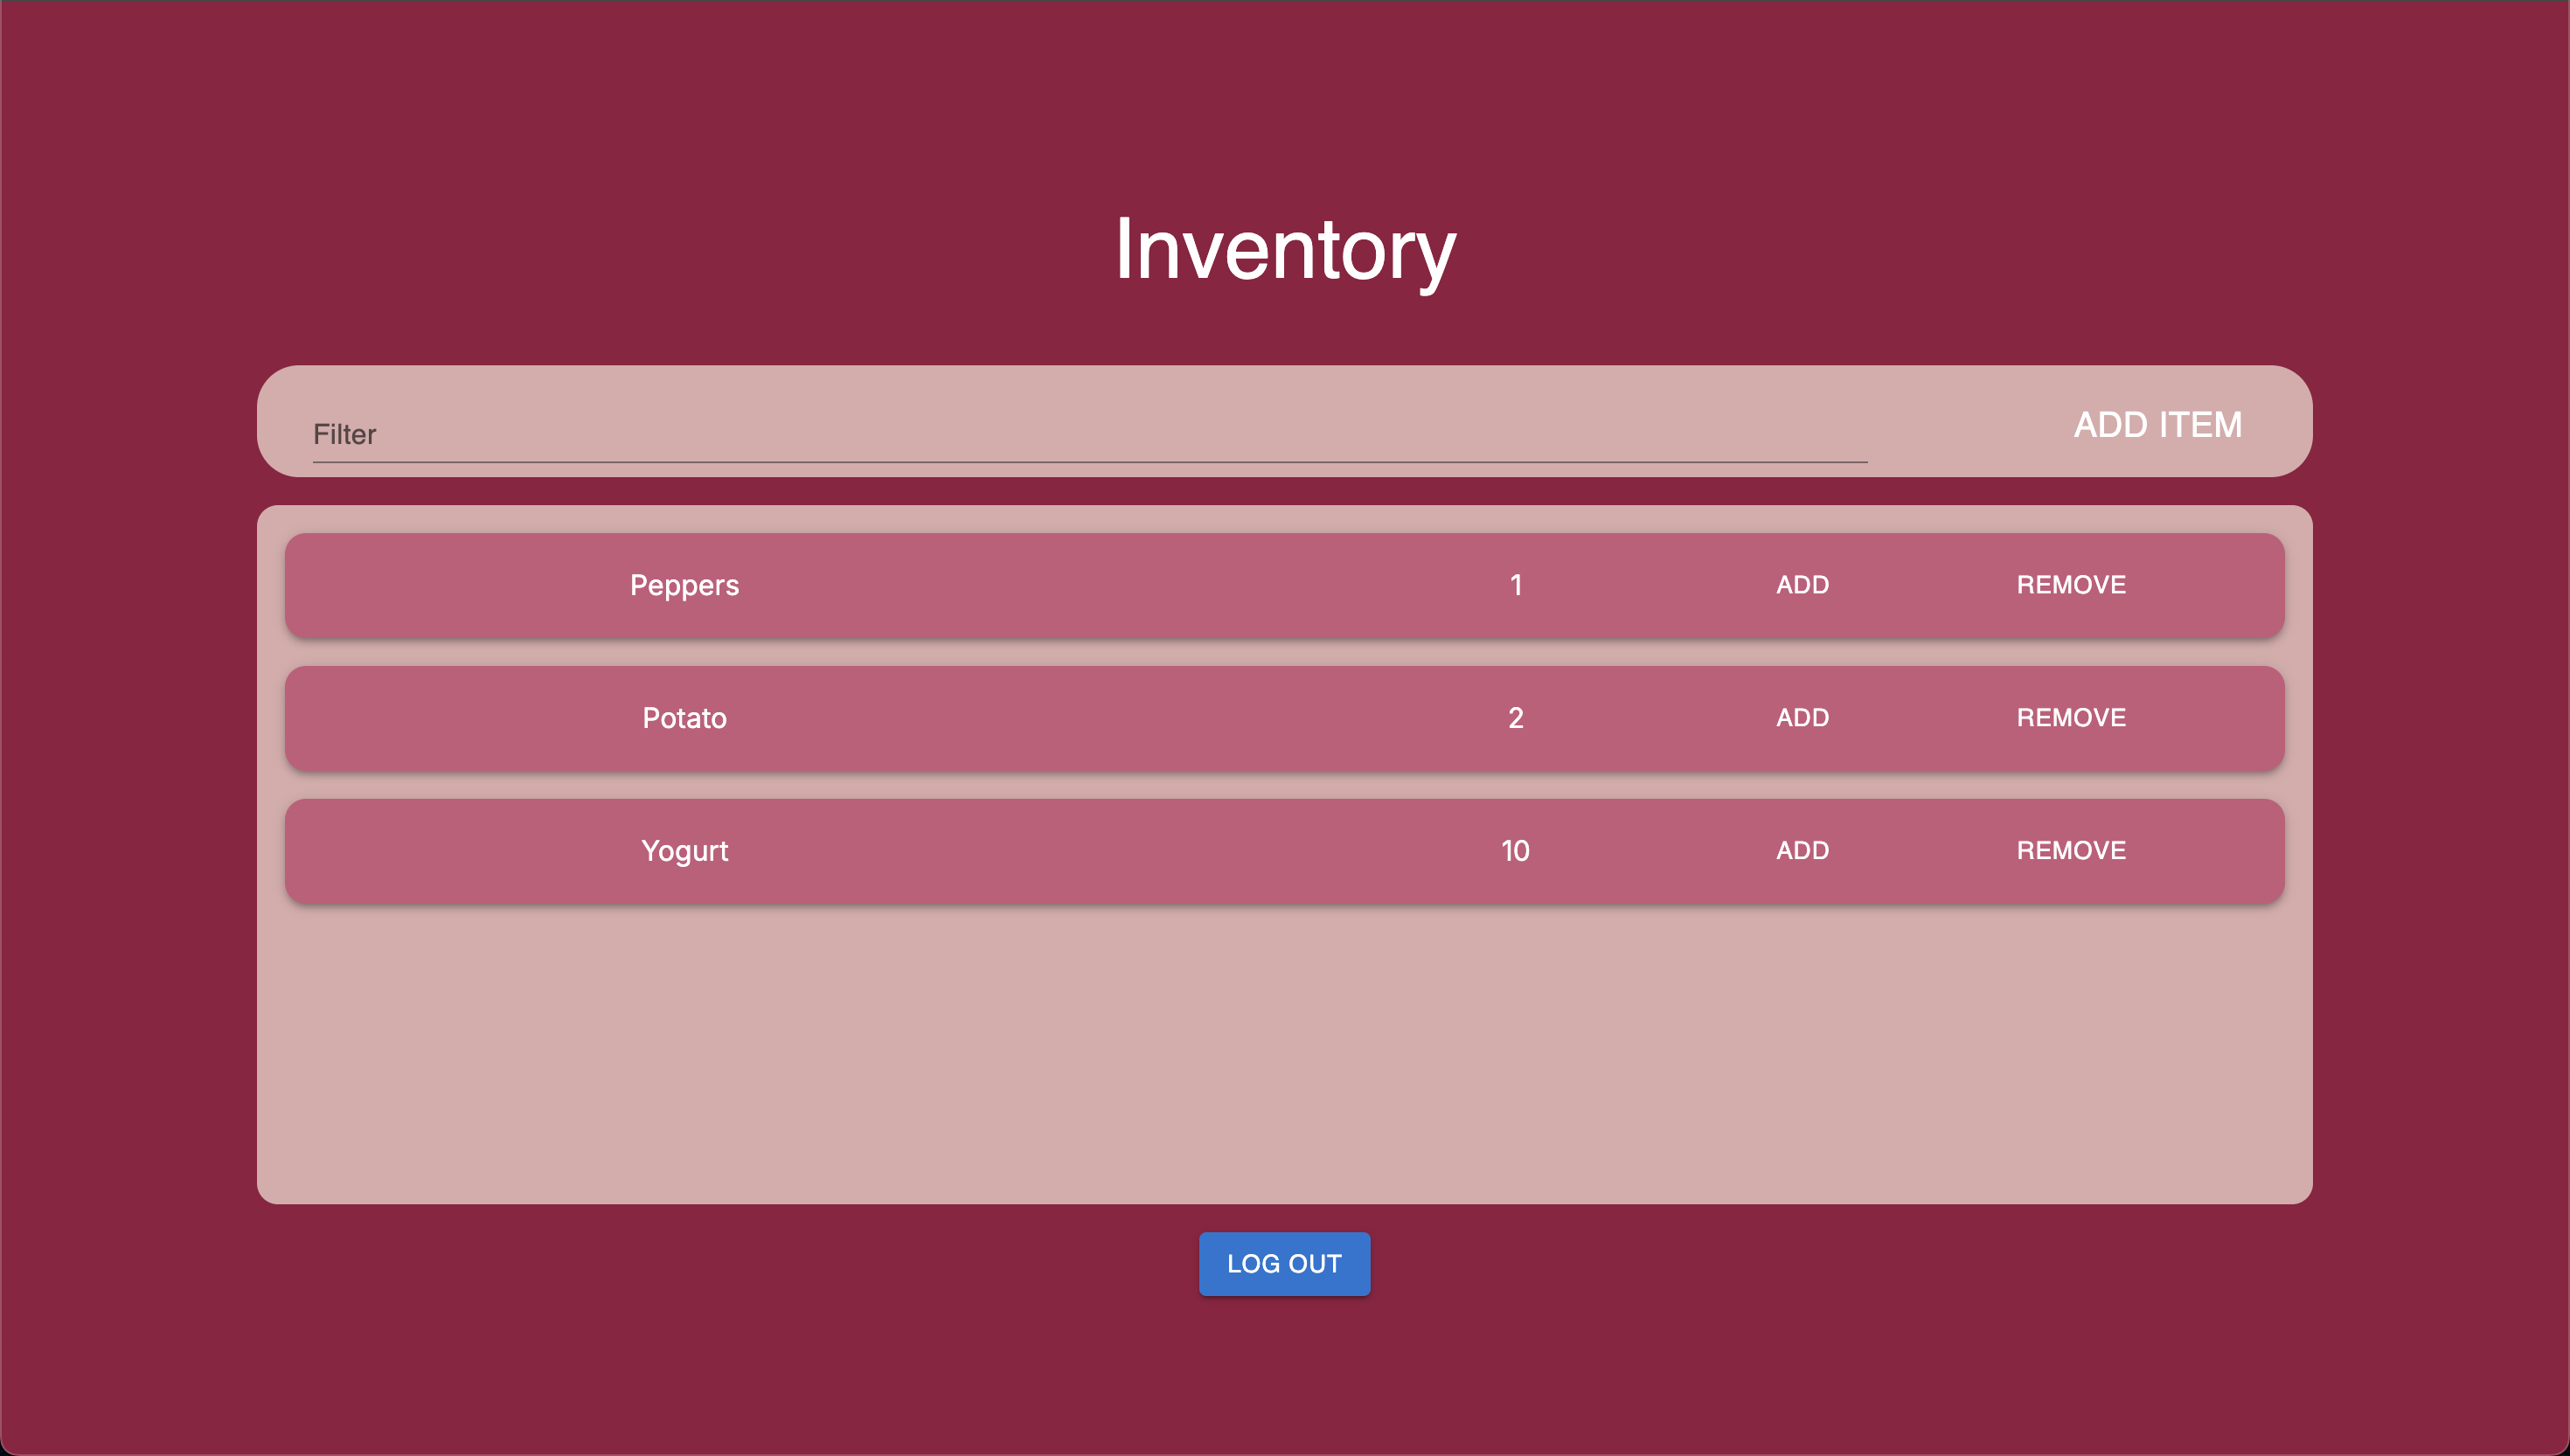 Inventory
Filter ADD ITEM
Peppers 1 ADD REMOVE
Potato 2 ADD REMOVE
Yogurt 10 ADD REMOVE
LOG OUT